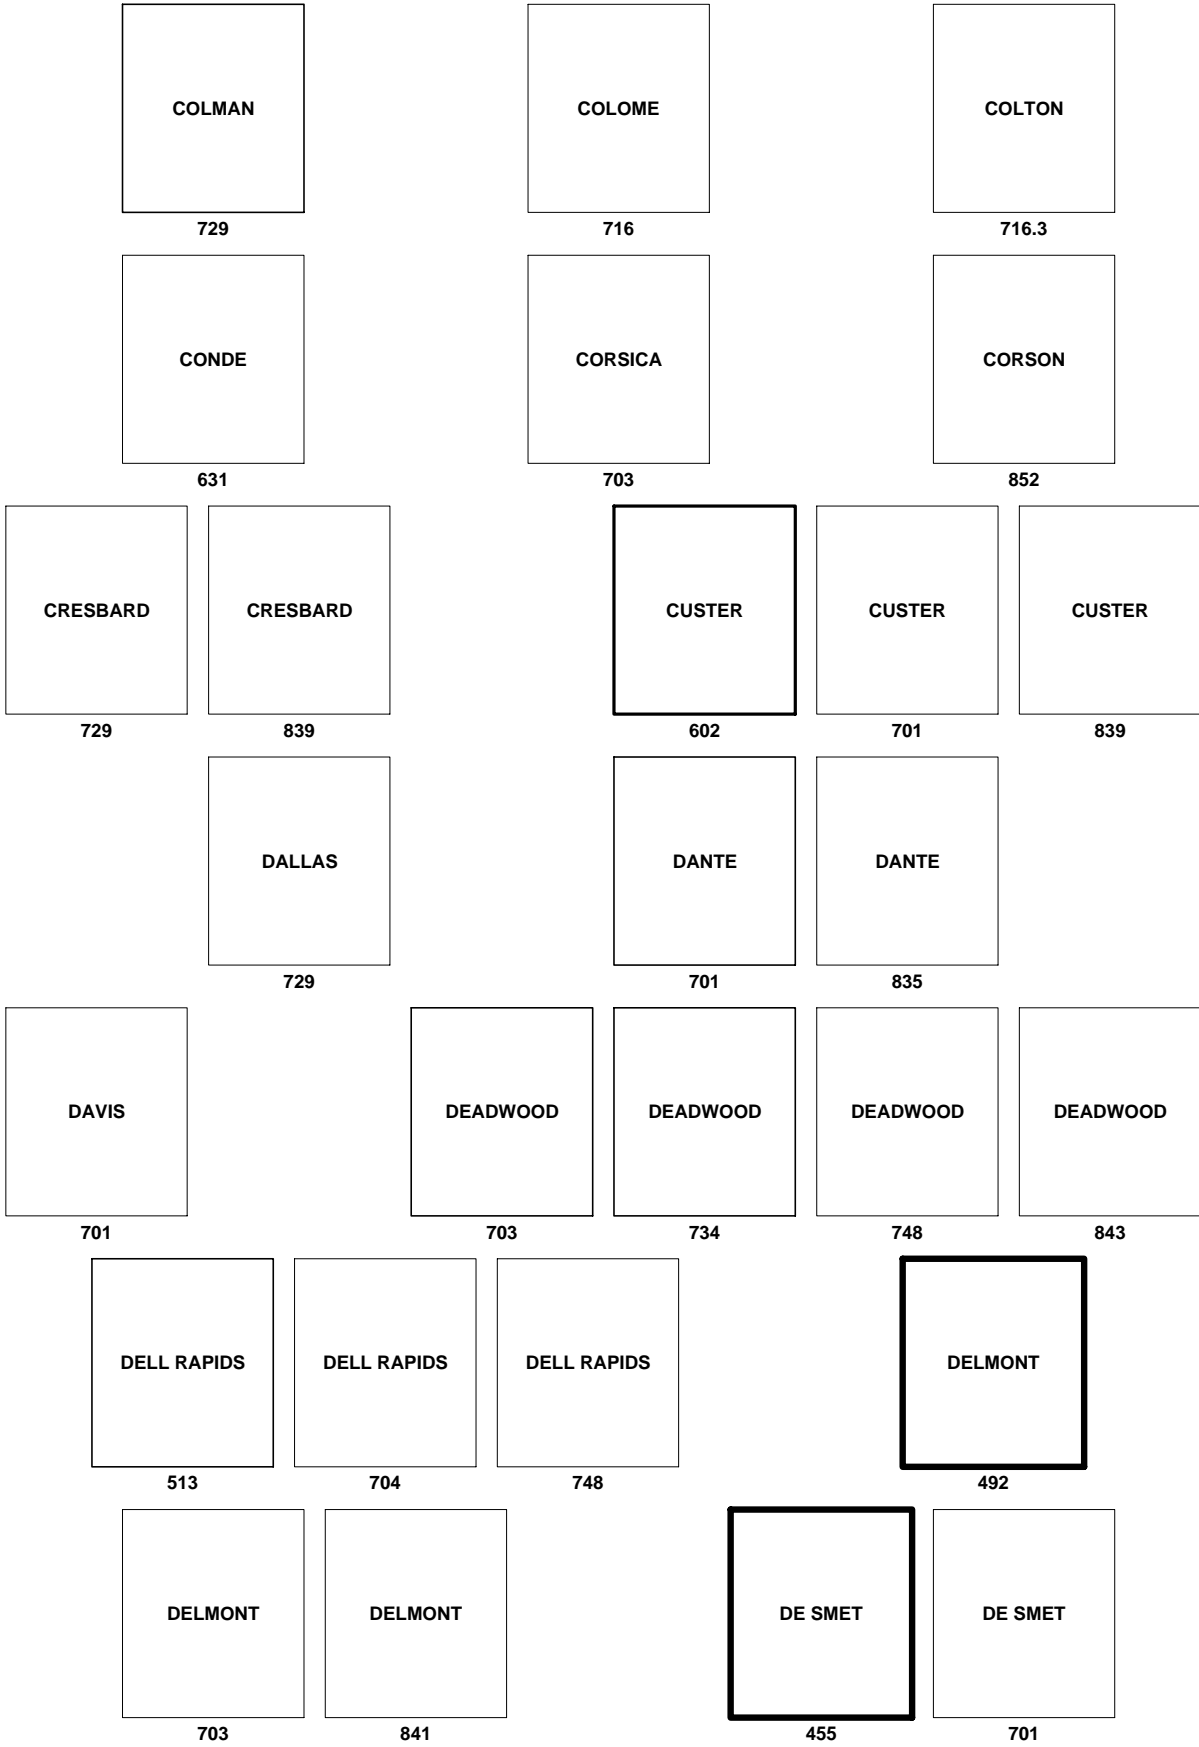 COLMAN COLOME COLTON
729 716 716.3
CONDE CORSICA CORSON
631 703 852
CRESBARD CRESBARD CUSTER CUSTER CUSTER
729 839 602 701 839
DALLAS DANTE DANTE
729 701 835
DAVIS DEADWOOD DEADWOOD DEADWOOD DEADWOOD
701 703 734 748 843
DELL RAPIDS DELL RAPIDS DELL RAPIDS DELMONT
513 704 748 492
DELMONT DELMONT DE SMET DE SMET
703 841 455 701